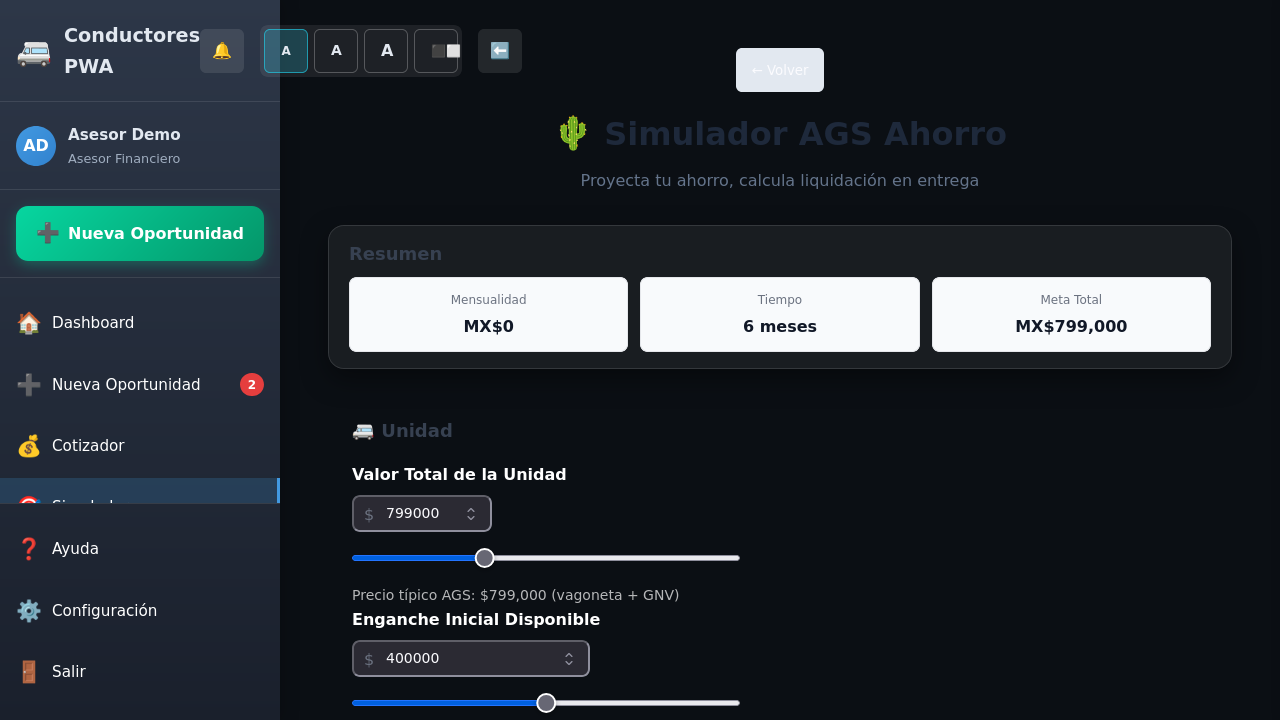 Conductores
PWA
A
A
A
← Volver
AD
Asesor Demo
Asesor Financiero
Nueva Oportunidad
Dashboard
Nueva Oportunidad
2
Cotizador
Ayuda
Configuración
Salir
Simulador AGS Ahorro
Proyecta tu ahorro, calcula liquidación en entrega
Resumen
Mensualidad
MX$0
Tiempo
6 meses
Meta Total
MX$799,000
Unidad
Valor Total de la Unidad
$ 799000
Precio típico AGS: $799,000 (vagoneta + GNV)
Enganche Inicial Disponible
$ 400000